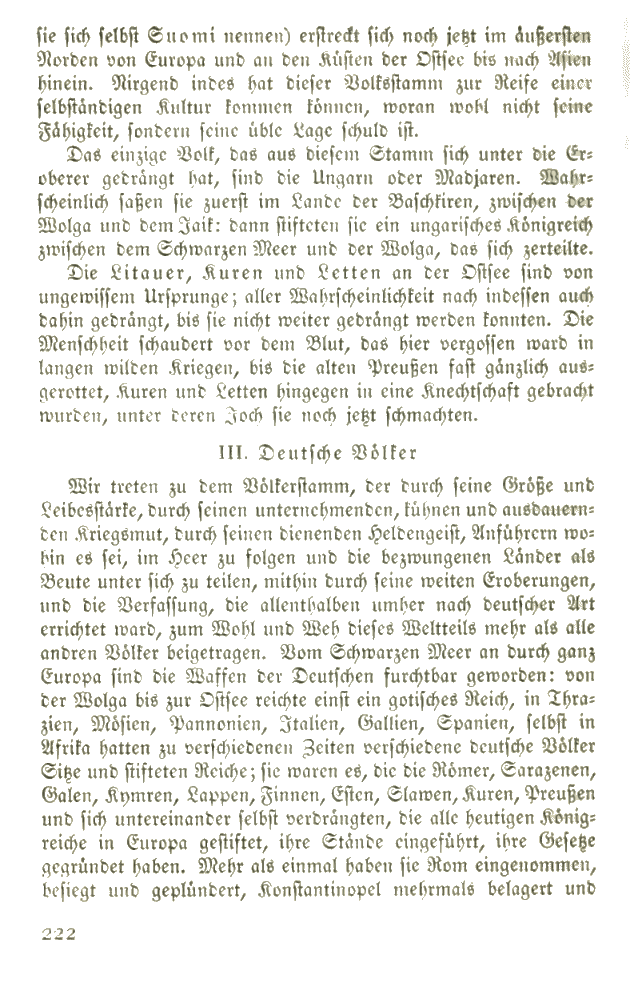 sie sich selbst Suomi nennen) erstreckt sich noch jetzt im äußersten
Norden von Europa und an den Küsten der Ostsee bis nach Asien
hinein. Nirgend indes hat dieser Volksstamm zur Reife einer
selbständigen Kultur kommen können, woran wohl nicht seine
Fähigkeit, sondern seine üble Lage schuld ist.
Das einzige Volk, das aus diesem Stamm sich unter die Er-
oberer gedrängt hat, sind die Ungarn oder Madjaren. Wahr-
scheinlich saßen sie zuerst im Lande der Baschkiren, zwischen der
Wolga und dem Jaik: dann stifteten sie ein ungarisches Königreich
zwischen dem Schwarzen Meer und der Wolga, das sich zerteilte.
Die Litauer, Kuren und Letten an der Ostsee sind von
ungewissem Ursprunge; aller Wahrscheinlichkeit nach indessen auch
dahin gedrängt, bis sie nicht weiter gedrängt werden konnten. Die
Menschheit schaudert vor dem Blut, das hier vergossen ward in
langen wilden Kriegen, bis die alten Preußen fast gänzlich aus-
gerottet, Kuren und Letten hingegen in eine Knechtschaft gebracht
wurden, unter deren Joch sie noch jetzt schmachten.
III. Deutsche Völker
Wir treten zu dem Völkerstamm, der durch seine Größe und
Leibesstärke, durch seinen unternehmenden, kühnen und ausdauern-
den Kriegsmut, durch seinen dienenden Heldengeist, Anführern wo-
hin es sei, im Heer zu folgen und die bezwungenen Länder als
Beute unter sich zu teilen, mithin durch seine weiten Eroberungen,
und die Verfassung, die allenthalben umher nach deutscher Art
errichtet ward, zum Wohl und Weh dieses Weltteils mehr als alle
andren Völker beigetragen. Vom Schwarzen Meer an durch ganz
Europa sind die Waffen der Deutschen furchtbar geworden: von
der Wolga bis zur Ostsee reichte einst ein gotisches Reich, in Thra-
zien, Mösien, Pannonien, Italien, Gallien, Spanien, selbst in
Afrika hatten zu verschiedenen Zeiten verschiedene deutsche Völker
Sitze und stifteten Reiche; sie waren es, die die Römer, Sarazenen,
Galen, Kymren, Lappen, Finnen, Esten, Slawen, Kuren, Preußen
und sich untereinander selbst verdrängten, die alle heutigen König-
reiche in Europa gestiftet, ihre Stände eingeführt, ihre Gesetze
gegründet haben. Mehr als einmal haben sie Rom eingenommen,
besiegt und geplündert, Konstantinopel mehrmals belagert und
222